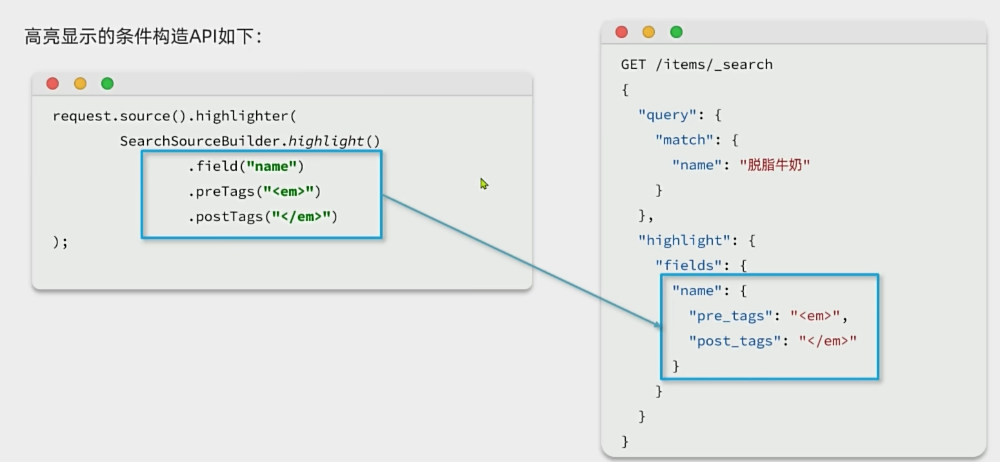 高亮显示的条件构造API如下：
request.source().highlighter(
SearchSourceBuilder.highlight()
.field("name")
.preTags("<em>")
.postTags("</em>")
);
GET /items/_search
{
"query": {
"match": {
"name": "脱脂牛奶"
}
},
"highlight": {
"fields": {
"name": {
"pre_tags": "<em>",
"post_tags": "</em>"
}
}
}
}